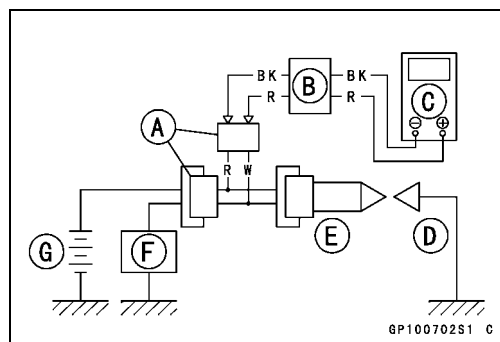 BK B BK
R R C
A
R W
G F E D
GP100702S1 C